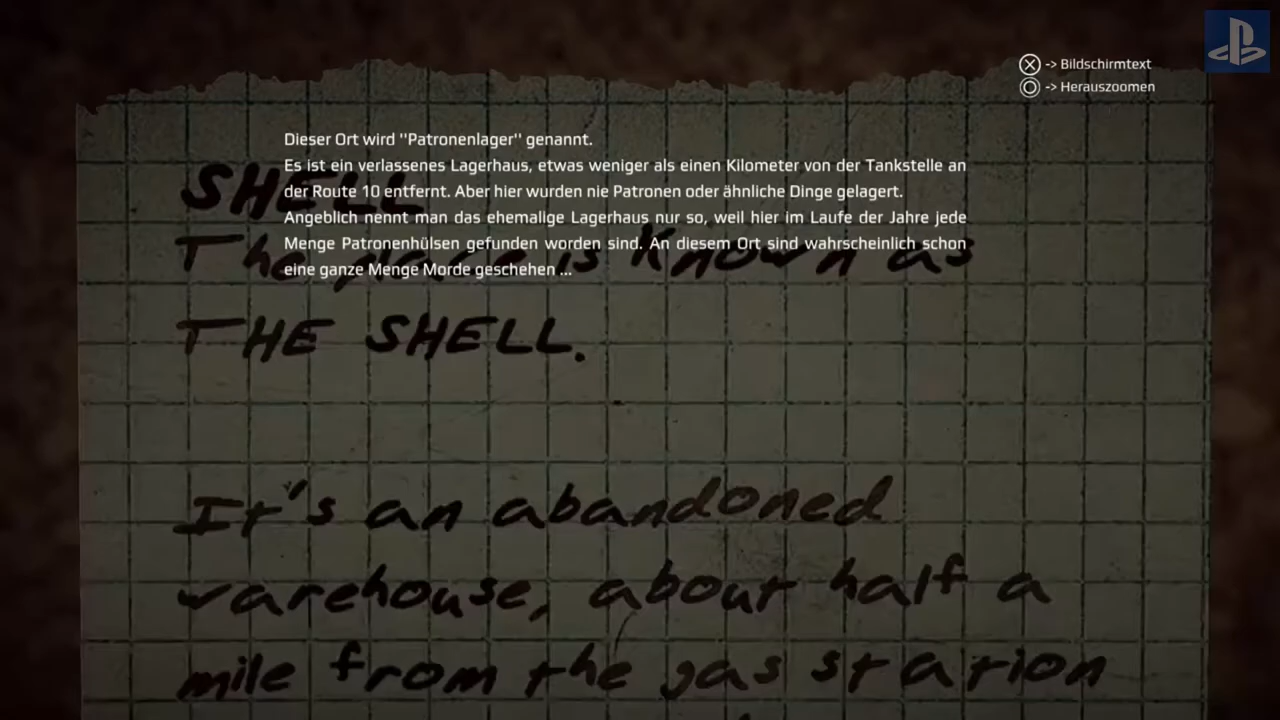 -> Bildschirmtext
-> Herauszoomen
Dieser Ort wird "Patronenlager" genannt.
Es ist ein verlassenes Lagerhaus, etwas weniger als einen Kilometer von der Tankstelle an
der Route 10 entfernt. Aber hier wurden nie Patronen oder ähnliche Dinge gelagert.
Angeblich nennt man das ehemalige Lagerhaus nur so, weil hier im Laufe der Jahre jede
Menge Patronenhülsen gefunden worden sind. An diesem Ort sind wahrscheinlich schon
eine ganze Menge Morde geschehen ...
SHELL
The place is known as
THE SHELL.
It's an abandoned
warehouse, about half a
mile from the gas station